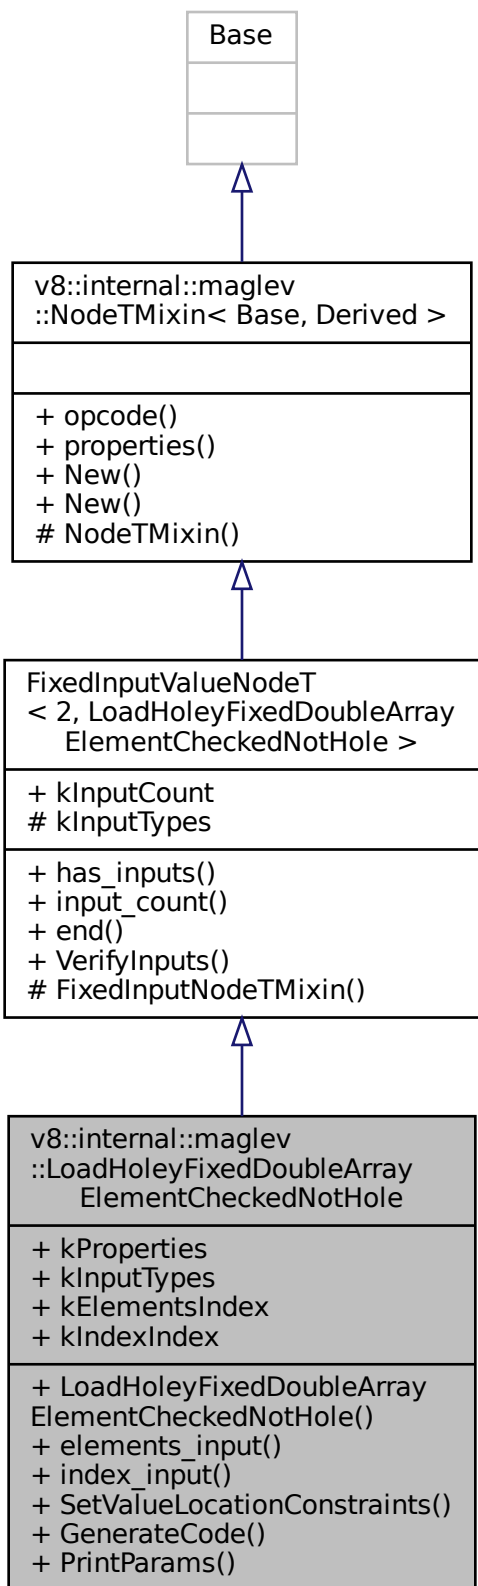 Base
v8::internal::maglev
::NodeTMixin< Base, Derived >
+ opcode()
+ properties()
+ New()
+ New()
# NodeTMixin()
FixedInputValueNodeT
< 2, LoadHoleyFixedDoubleArray
ElementCheckedNotHole >
+ kInputCount
# kInputTypes
+ has_inputs()
+ input_count()
+ end()
+ VerifyInputs()
# FixedInputNodeTMixin()
v8::internal::maglev
::LoadHoleyFixedDoubleArray
ElementCheckedNotHole
+ kProperties
+ kInputTypes
+ kElementsIndex
+ kIndexIndex
+ LoadHoleyFixedDoubleArray
ElementCheckedNotHole()
+ elements_input()
+ index_input()
+ SetValueLocationConstraints()
+ GenerateCode()
+ PrintParams()